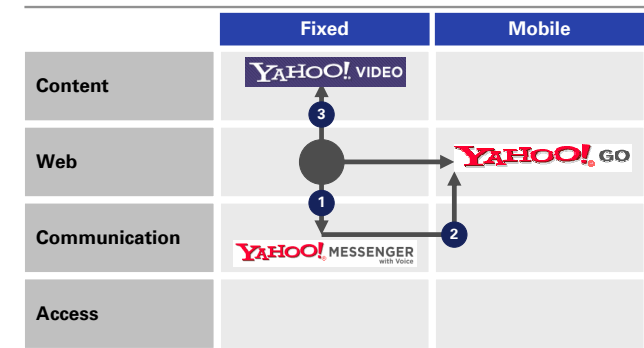 Fixed
Mobile
Content
YAHOO! VIDEO
3
Web
YAHOO! GO
1
Communication
2
YAHOO! MESSENGER
with Voice
Access